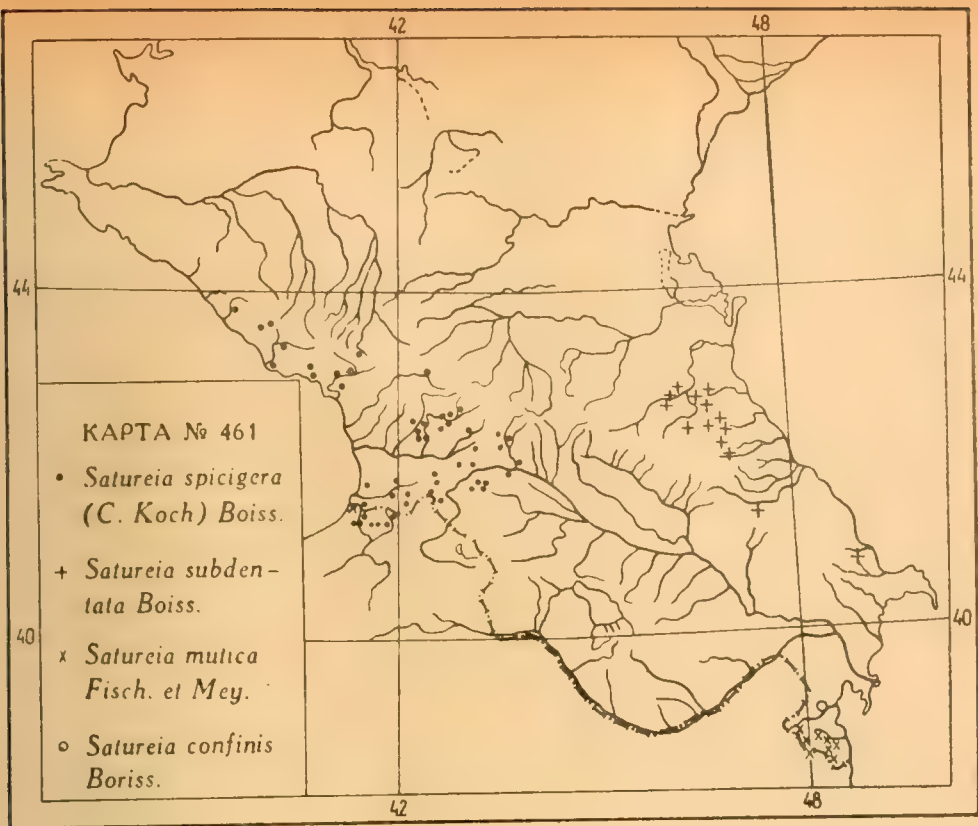 42 48
44 44
КАРТА № 461
• Satureia spicigera
(C. Koch) Boiss.
+ Satureia subden-
tata Boiss.
40 40
x Satureia mutica
Fisch. et Mey.
o Satureia confinis
Boriss.
42 48